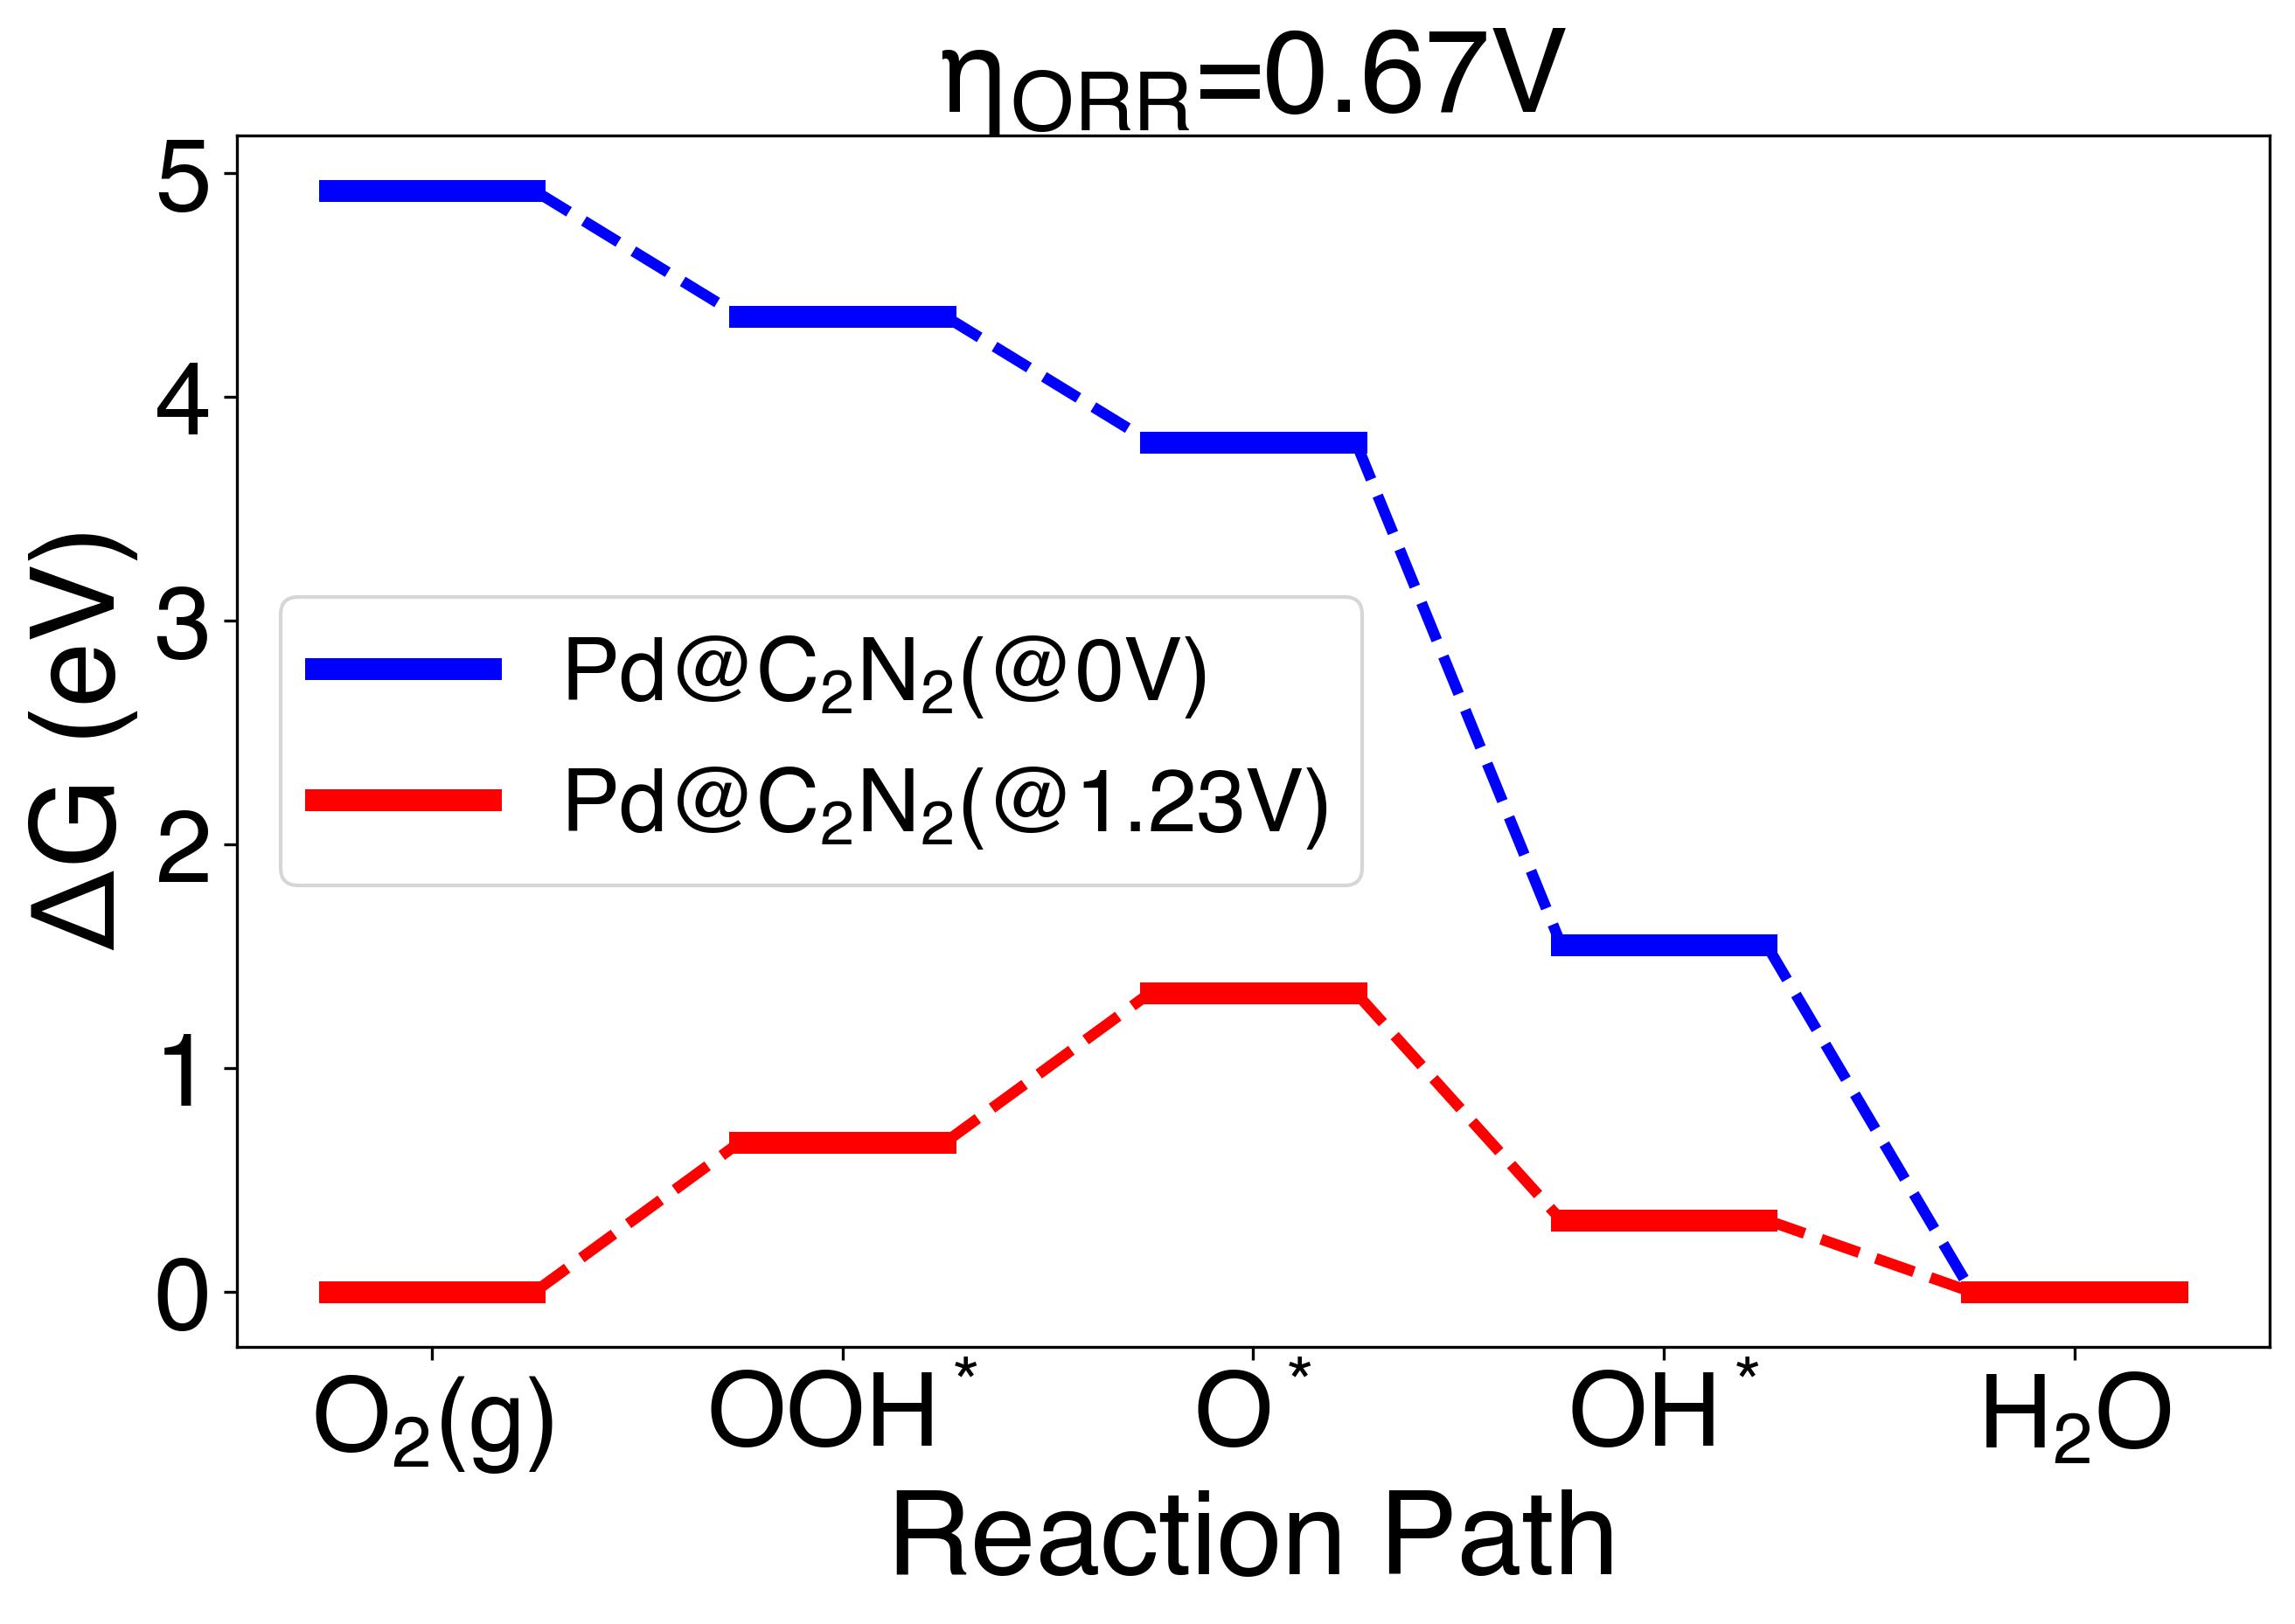 η_ORR=0.67V
5
4
3
2
1
0
ΔG (eV)
Pd@C₂N₂(@0V)
Pd@C₂N₂(@1.23V)
O₂(g) OOH* O* OH* H₂O
Reaction Path